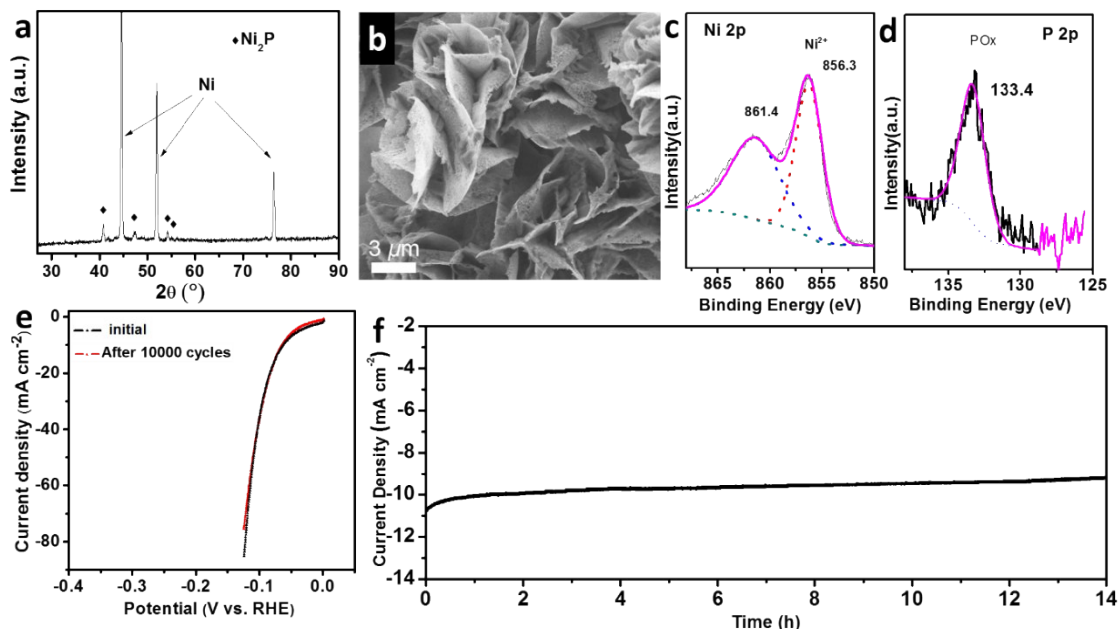 a
♦Ni₂P
Ni
Intensity (a.u.)
30 40 50 60 70 80 90
2θ (°)
b
3 μm
c
Ni 2p
Ni²⁺
856.3
861.4
Intensity(a.u.)
865 860 855 850
Binding Energy (eV)
d
P 2p
POx
133.4
Intensity(a.u.)
135 130 125
Binding Energy (eV)
e
initial
After 10000 cycles
0
-20
-40
-60
-80
Current density (mA cm⁻²)
-0.4 -0.3 -0.2 -0.1 0.0
Potential (V vs. RHE)
f
-2
-4
-6
-8
-10
-12
-14
Current Density (mA cm⁻²)
0 2 4 6 8 10 12 14
Time (h)